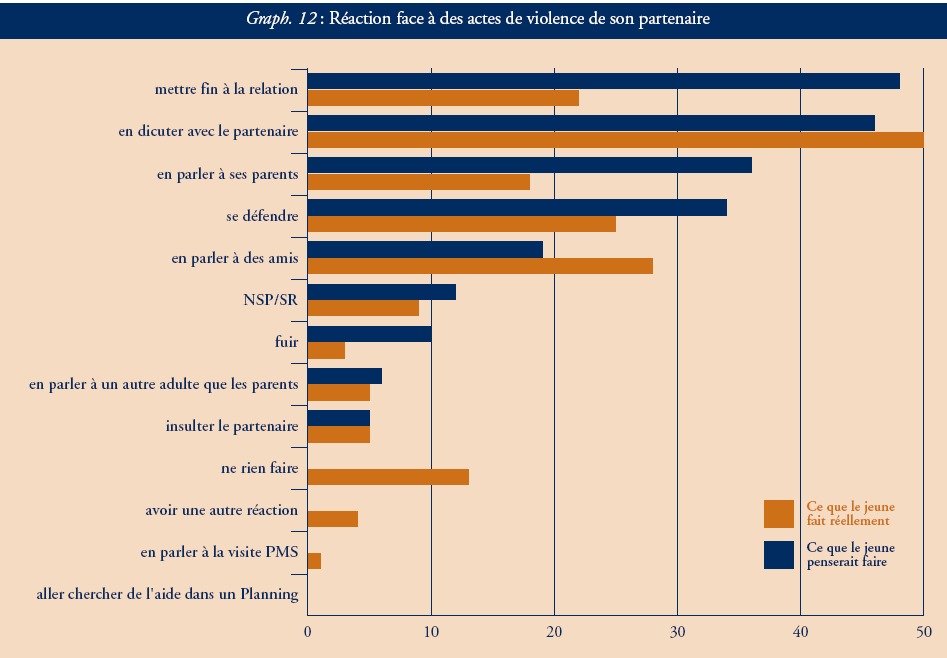 Graph. 12 : Réaction face à des actes de violence de son partenaire
mettre fin à la relation
en dicuter avec le partenaire
en parler à ses parents
se défendre
en parler à des amis
NSP/SR
fuir
en parler à un autre adulte que les parents
insulter le partenaire
ne rien faire
avoir une autre réaction
en parler à la visite PMS
aller chercher de l'aide dans un Planning
Ce que le jeune
fait réellement
Ce que le jeune
penserait faire
0 10 20 30 40 50